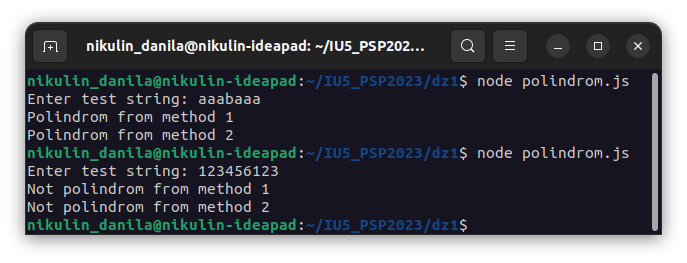 nikulin_danila@nikulin-ideapad: ~/IU5_PSP202...
nikulin_danila@nikulin-ideapad:~/IU5_PSP2023/dz1$ node polindrom.js
Enter test string: aaabaaa
Polindrom from method 1
Polindrom from method 2
nikulin_danila@nikulin-ideapad:~/IU5_PSP2023/dz1$ node polindrom.js
Enter test string: 123456123
Not polindrom from method 1
Not polindrom from method 2
nikulin_danila@nikulin-ideapad:~/IU5_PSP2023/dz1$